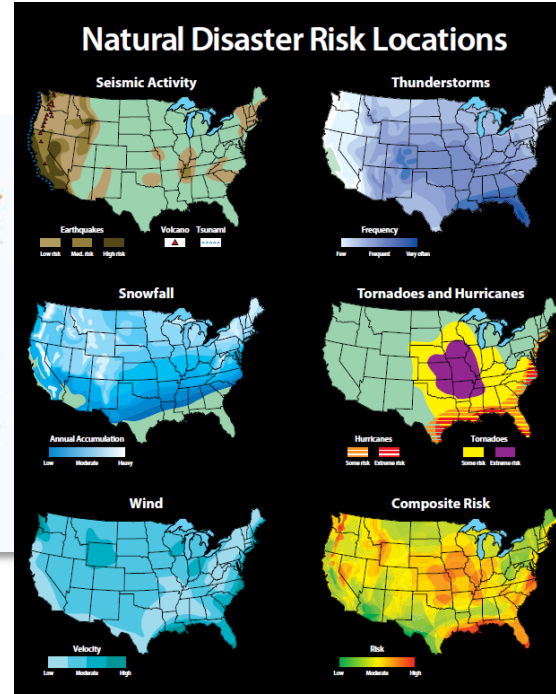 Natural Disaster Risk Locations
Seismic Activity
Thunderstorms
Earthquakes
Volcano
Tsunami
Low risk
Med. risk
High risk
Frequency
Few
Frequent
Very often
Snowfall
Tornadoes and Hurricanes
Annual Accumulation
Low
Moderate
Heavy
Hurricanes
Tornadoes
Some risk
Extreme risk
Some risk
Extreme risk
Wind
Composite Risk
Velocity
Low
Moderate
High
Risk
Low
Moderate
High